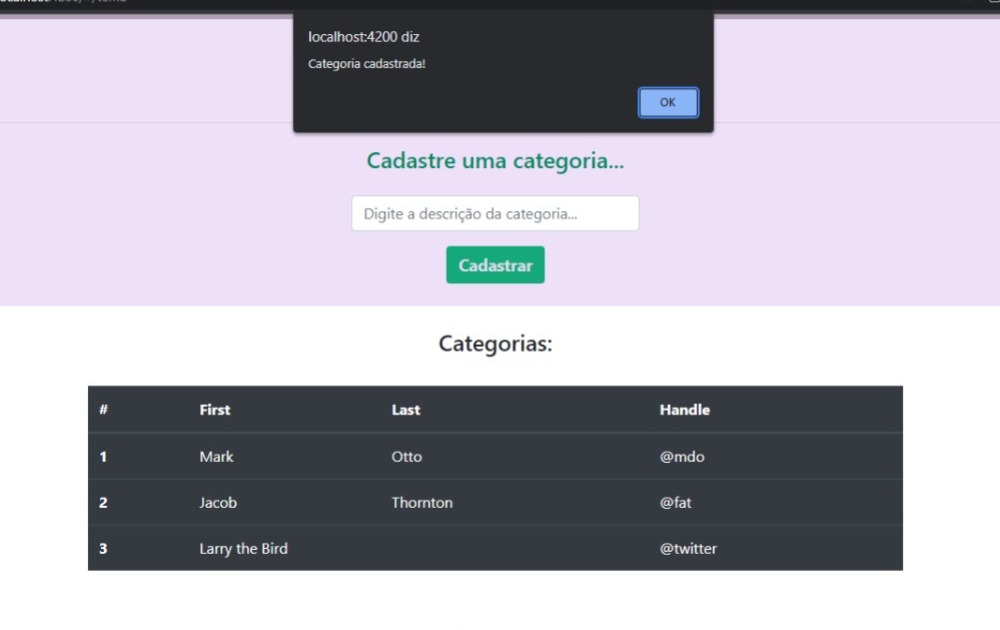 localhost:4200 diz
Categoria cadastrada!
OK
Cadastre uma categoria...
Digite a descrição da categoria...
Cadastrar
Categorias:
# First Last Handle
1 Mark Otto @mdo
2 Jacob Thornton @fat
3 Larry the Bird @twitter